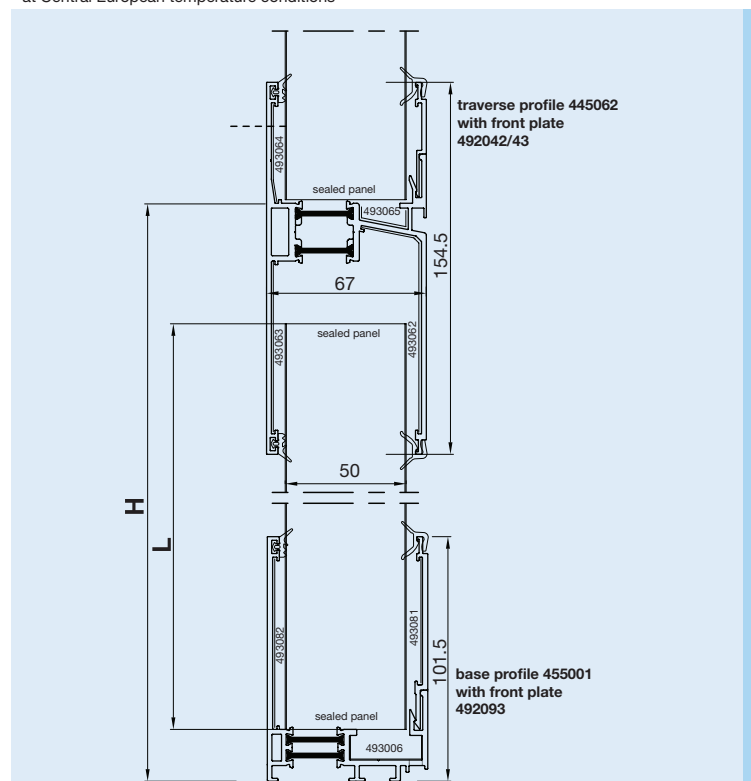 at Central European temperature conditions
traverse profile 445062
with front plate
492042/43
493064
sealed panel
493065
154.5
67
sealed panel
493063
493062
50
H
L
493082
493081
101.5
base profile 455001
with front plate
492093
sealed panel
493006